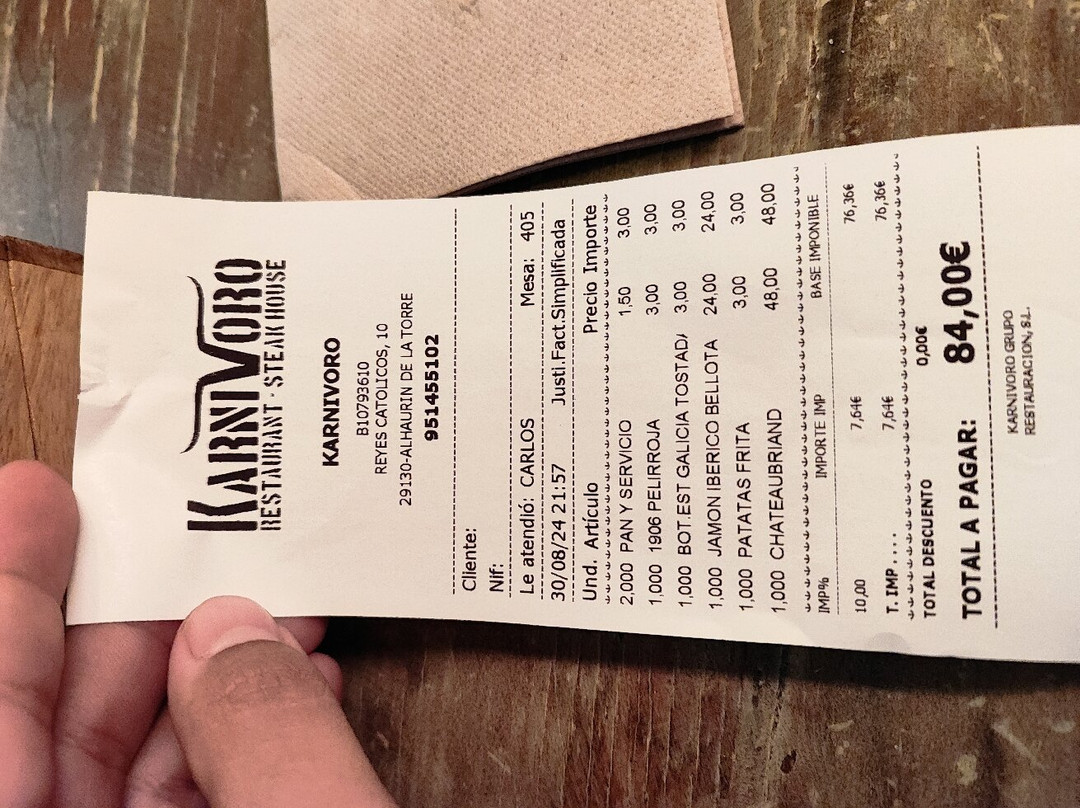 KARNIVORO
RESTAURANT · STEAK HOUSE
KARNIVORO
B10793610
REYES CATOLICOS, 10
29130-ALHAURIN DE LA TORRE
951455102
Cliente:
Nif:
Le atendió: CARLOS Mesa: 405
30/08/24 21:57 Justi.Fact.Simplificada
Und. Artículo Precio Importe
2,000 PAN Y SERVICIO 1,50 3,00
1,000 1906 PELIRROJA 3,00 3,00
1,000 BOT.EST GALICIA TOSTAD/ 3,00 3,00
1,000 JAMON IBERICO BELLOTA 24,00 24,00
1,000 PATATAS FRITA 3,00 3,00
1,000 CHATEAUBRIAND 48,00 48,00
IMP% IMPORTE IMP BASE IMPONIBLE
10,00 7,64€ 76,36€
T. IMP.... 7,64€ 76,36€
TOTAL DESCUENTO 0,00€
TOTAL A PAGAR: 84,00€
KARNIVORO GRUPO
RESTAURACION, S.L.